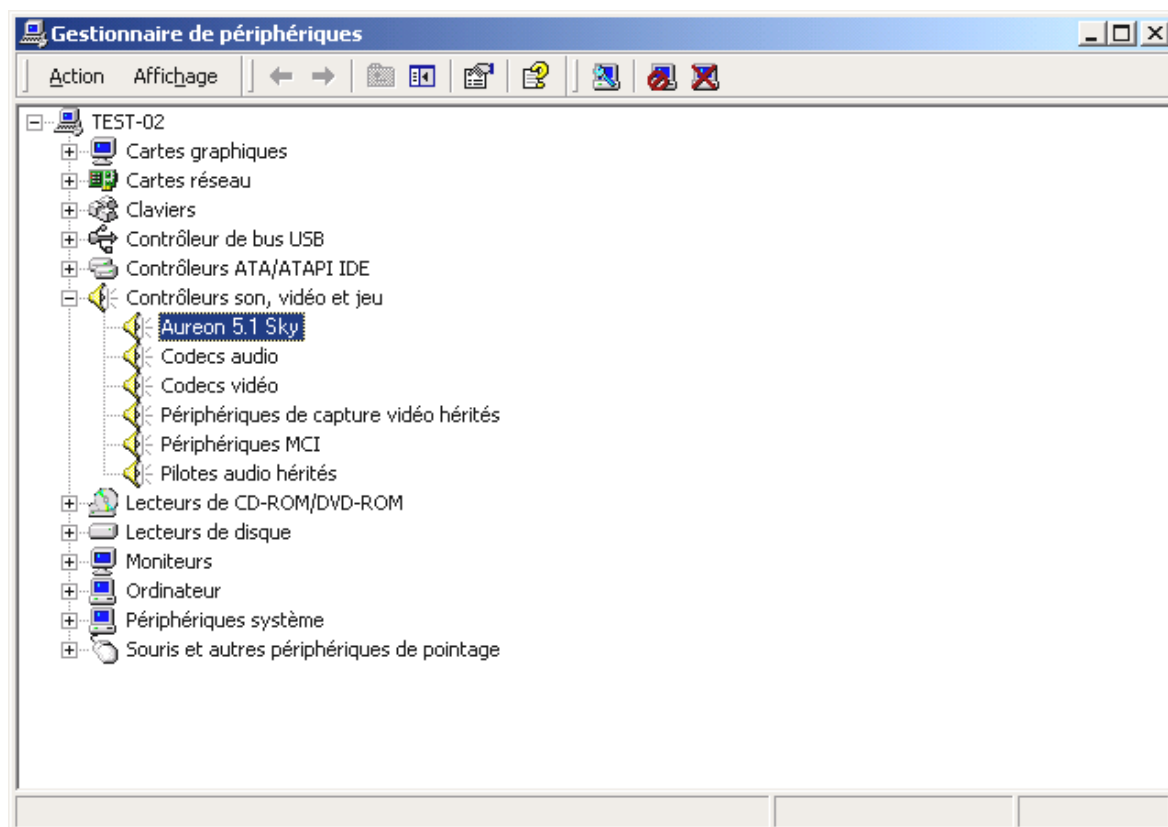 Gestionnaire de périphériques
Action Affichage
TEST-02
Cartes graphiques
Cartes réseau
Claviers
Contrôleur de bus USB
Contrôleurs ATA/ATAPI IDE
Contrôleurs son, vidéo et jeu
Aureon 5.1 Sky
Codecs audio
Codecs vidéo
Périphériques de capture vidéo hérités
Périphériques MCI
Pilotes audio hérités
Lecteurs de CD-ROM/DVD-ROM
Lecteurs de disque
Moniteurs
Ordinateur
Périphériques système
Souris et autres périphériques de pointage